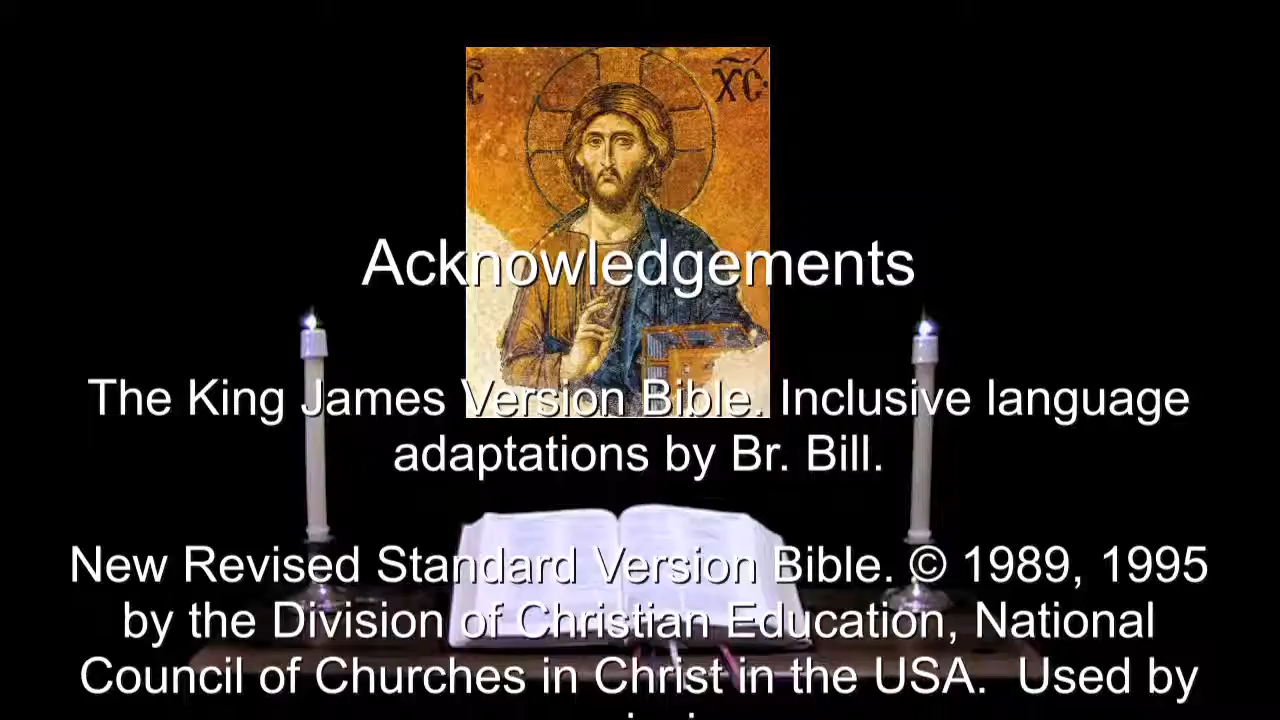 C XC
Acknowledgements
The King James Version Bible. Inclusive language
adaptations by Br. Bill.
New Revised Standard Version Bible. © 1989, 1995
by the Division of Christian Education, National
Council of Churches in Christ in the USA.  Used by